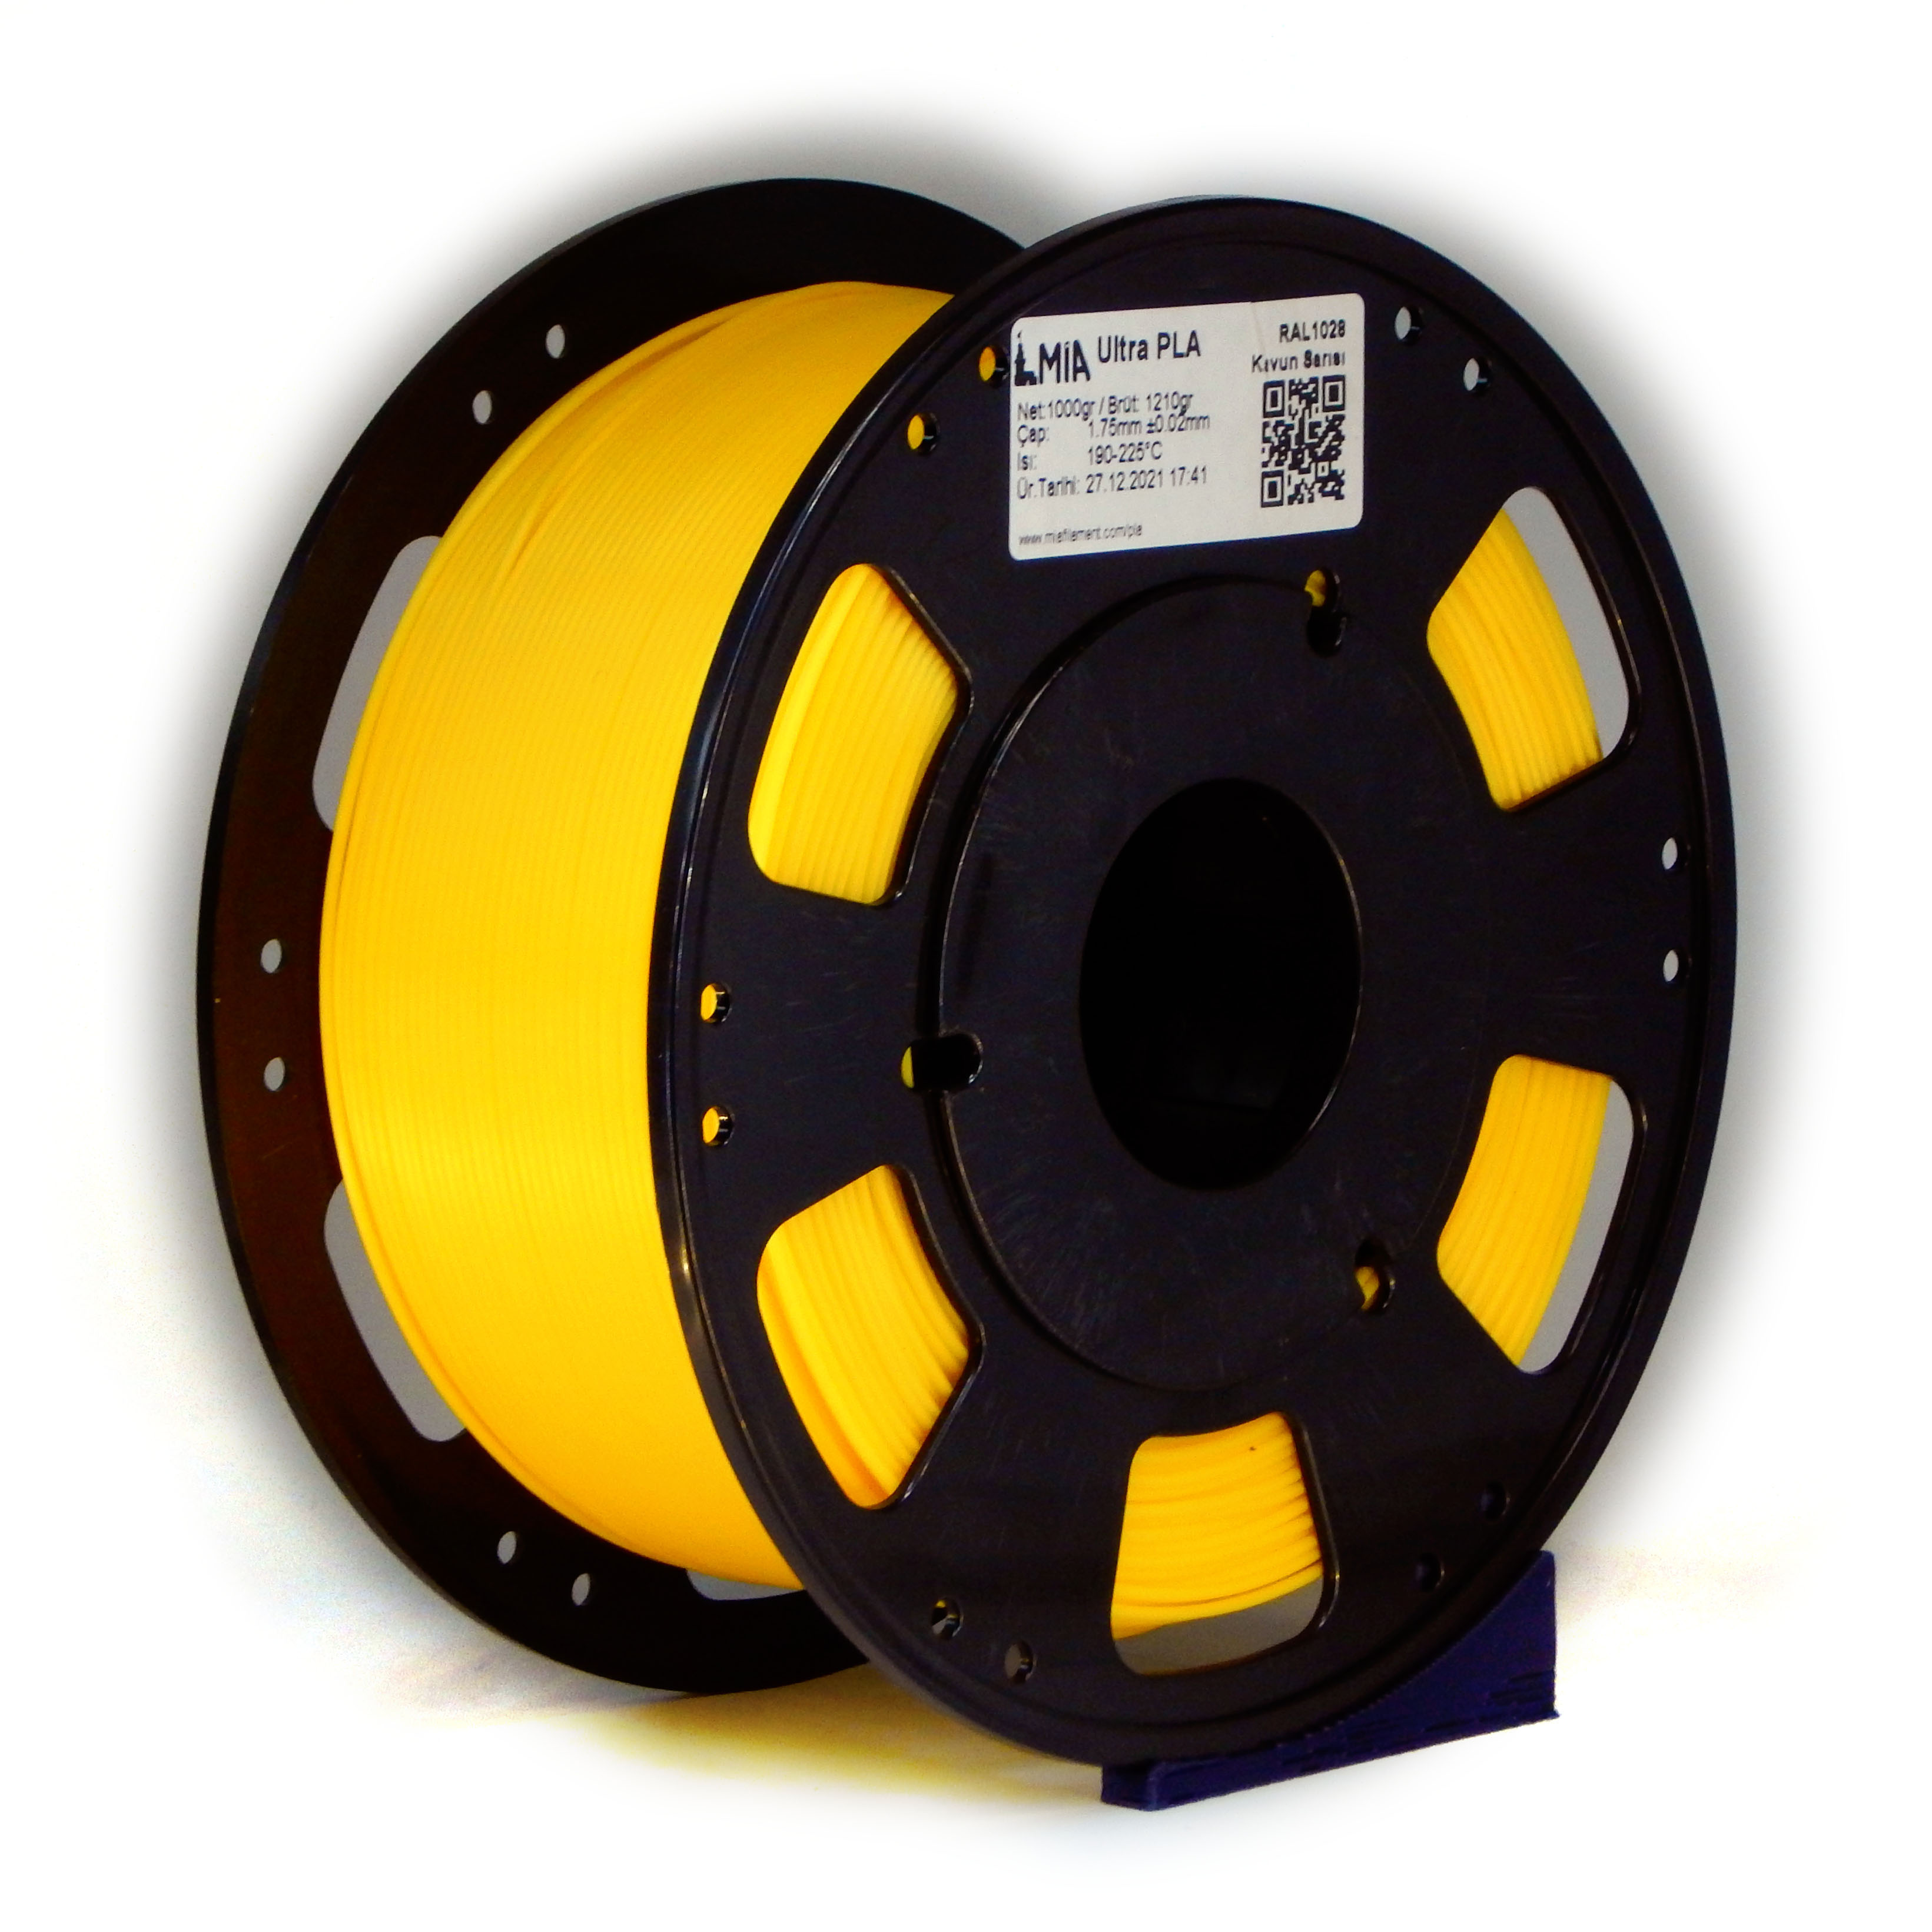 MİA Ultra PLA
RAL1028
Kavun Sarısı
Net:1000gr / Brüt: 1210gr
Çap: 1.75mm ±0.02mm
Isı: 190-225°C
Ür.Tarihi: 27.12.2021 17:41
www.miafilament.com/pla